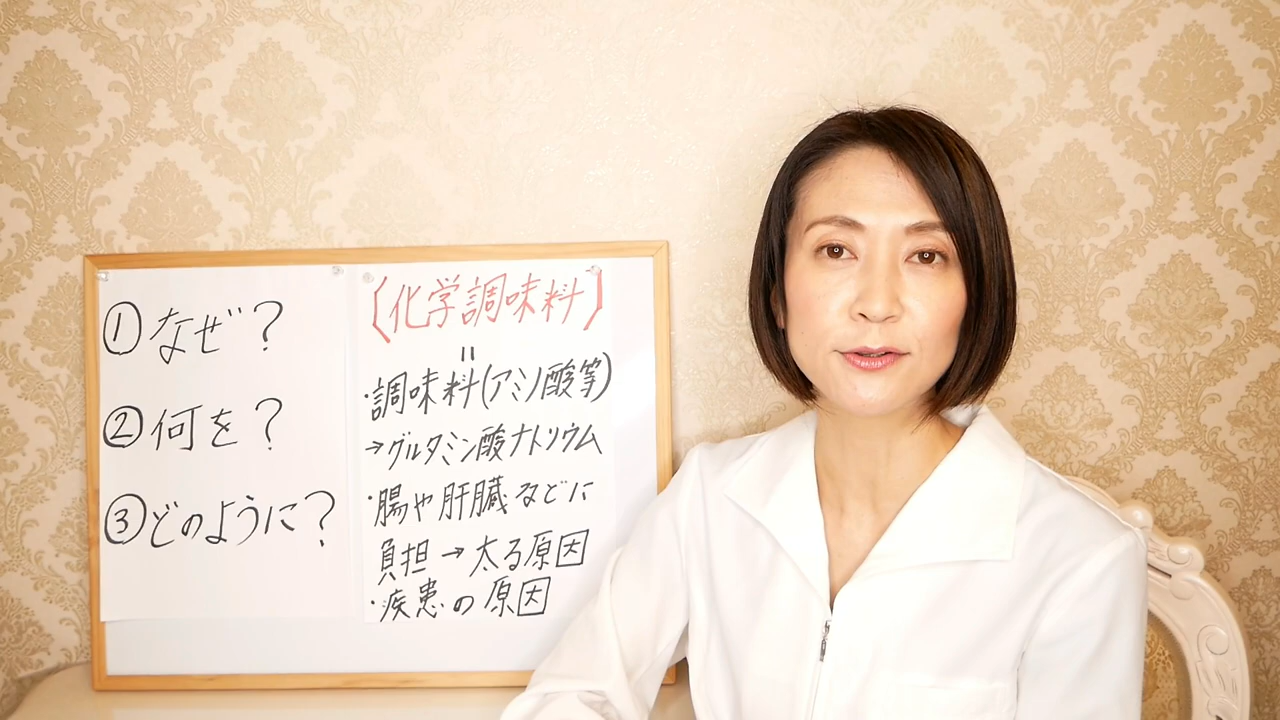 ①なぜ？
②何を？
③どのように？
〔化学調味料〕
＝
・調味料(アミノ酸等)
→グルタミン酸ナトリウム
・腸や肝臓などに
負担→太る原因
・疾患の原因